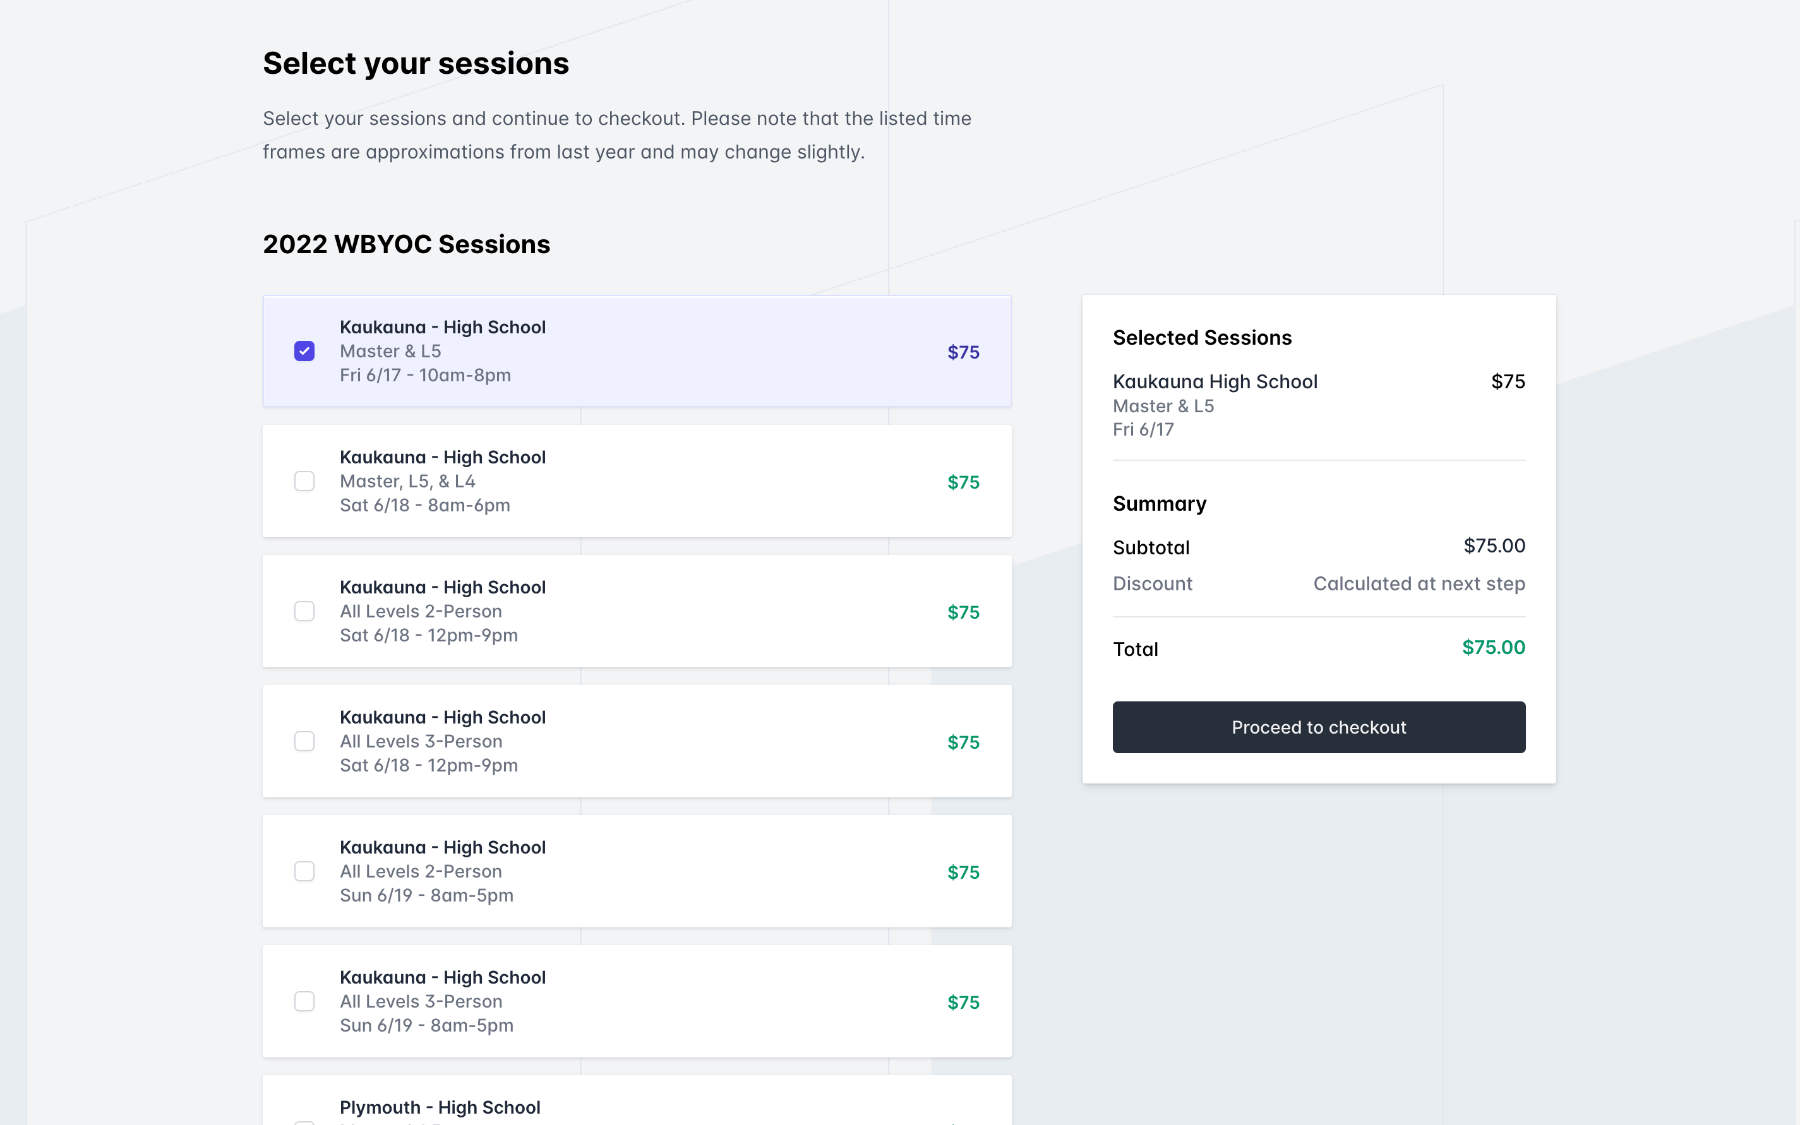 Select your sessions
Select your sessions and continue to checkout. Please note that the listed time
frames are approximations from last year and may change slightly.
2022 WBYOC Sessions
Kaukauna - High School
Master & L5
Fri 6/17 - 10am-8pm
$75
Kaukauna - High School
Master, L5, & L4
Sat 6/18 - 8am-6pm
$75
Kaukauna - High School
All Levels 2-Person
Sat 6/18 - 12pm-9pm
$75
Kaukauna - High School
All Levels 3-Person
Sat 6/18 - 12pm-9pm
$75
Kaukauna - High School
All Levels 2-Person
Sun 6/19 - 8am-5pm
$75
Kaukauna - High School
All Levels 3-Person
Sun 6/19 - 8am-5pm
$75
Plymouth - High School
Selected Sessions
Kaukauna High School $75
Master & L5
Fri 6/17
Summary
Subtotal $75.00
Discount Calculated at next step
Total $75.00
Proceed to checkout